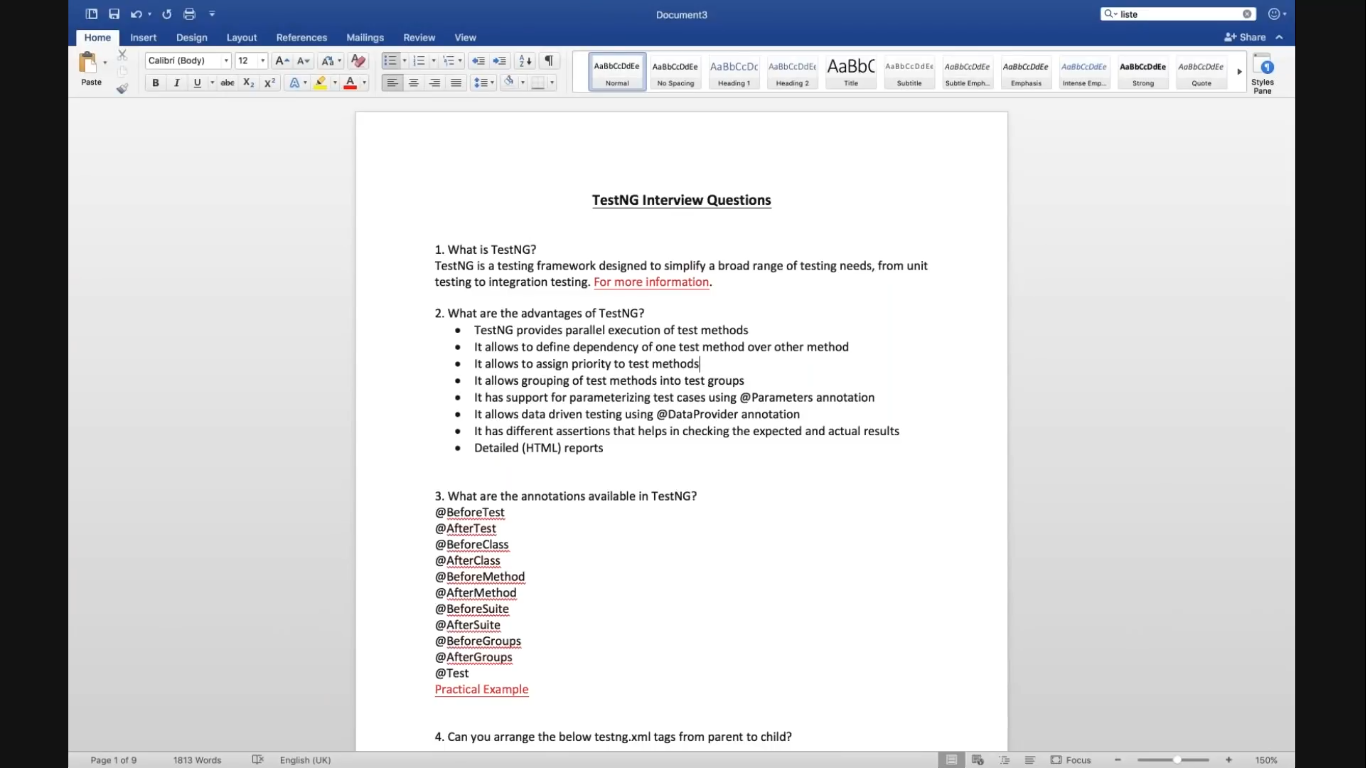 Document3
liste
Home Insert Design Layout References Mailings Review View
Share
Paste
Calibri (Body) 12
B I U abc X₂ X²
AaBbCcDdEe AaBbCcDdEe AaBbCcDc AaBbCcDdEe AaBbC AaBbCcDdEe AaBbCcDdEe AaBbCcDdEe AaBbCcDdEe AaBbCcDdEe AaBbCcDdEe
Normal No Spacing Heading 1 Heading 2 Title Subtitle Subtle Emph... Emphasis Intense Emp... Strong Quote
Styles
Pane
TestNG Interview Questions
1. What is TestNG?
TestNG is a testing framework designed to simplify a broad range of testing needs, from unit
testing to integration testing. For more information.
2. What are the advantages of TestNG?
• TestNG provides parallel execution of test methods
• It allows to define dependency of one test method over other method
• It allows to assign priority to test methods
• It allows grouping of test methods into test groups
• It has support for parameterizing test cases using @Parameters annotation
• It allows data driven testing using @DataProvider annotation
• It has different assertions that helps in checking the expected and actual results
• Detailed (HTML) reports
3. What are the annotations available in TestNG?
@BeforeTest
@AfterTest
@BeforeClass
@AfterClass
@BeforeMethod
@AfterMethod
@BeforeSuite
@AfterSuite
@BeforeGroups
@AfterGroups
@Test
Practical Example
4. Can you arrange the below testng.xml tags from parent to child?
Page 1 of 9 1813 Words English (UK) Focus 150%